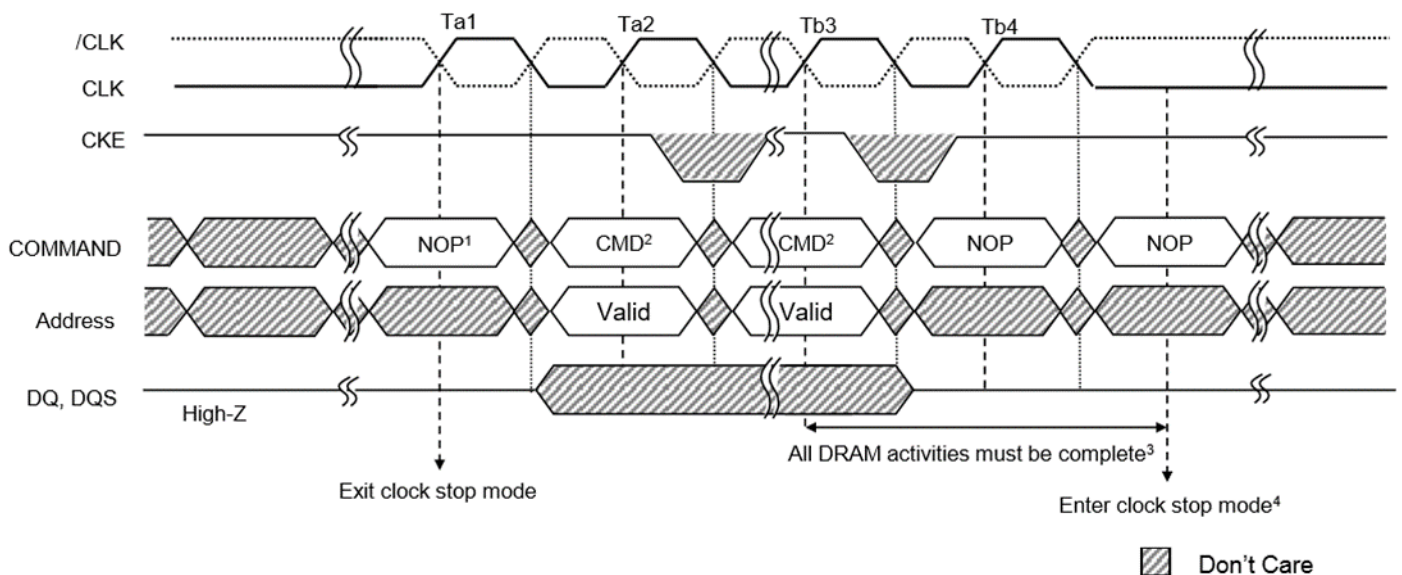 Ta1 Ta2 Tb3 Tb4
/CLK
CLK
CKE
COMMAND NOP¹ CMD² CMD² NOP NOP
Address Valid Valid
DQ, DQS
High-Z
All DRAM activities must be complete³
Exit clock stop mode
Enter clock stop mode⁴
Don't Care